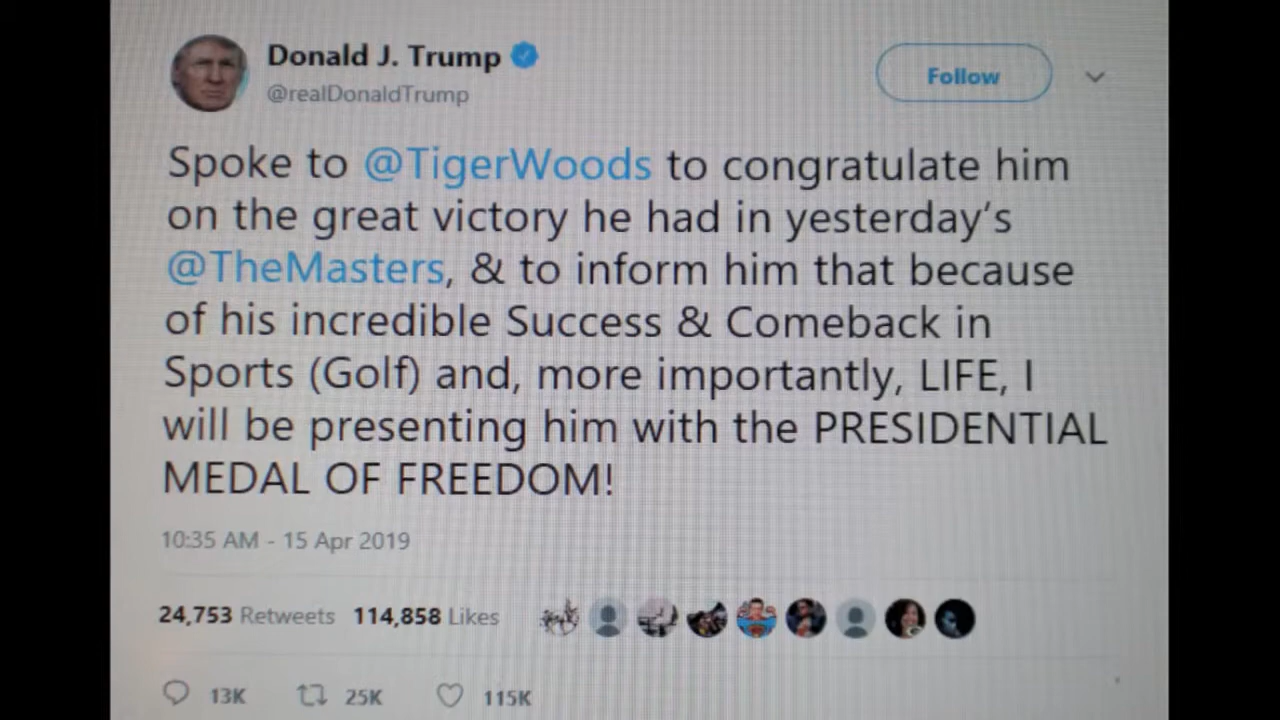 Donald J. Trump
@realDonaldTrump
Follow
Spoke to @TigerWoods to congratulate him
on the great victory he had in yesterday's
@TheMasters, & to inform him that because
of his incredible Success & Comeback in
Sports (Golf) and, more importantly, LIFE, I
will be presenting him with the PRESIDENTIAL
MEDAL OF FREEDOM!
10:35 AM - 15 Apr 2019
24,753 Retweets 114,858 Likes
13K 25K 115K